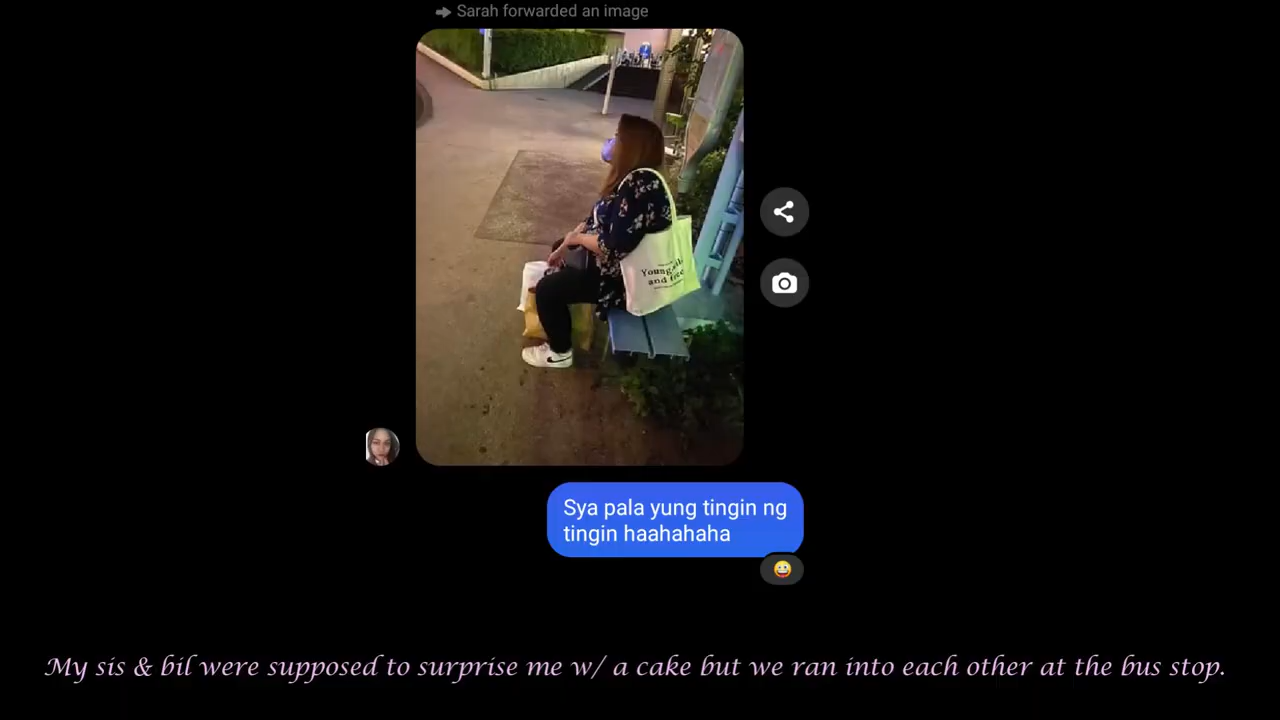 Sarah forwarded an image
Young
and free
Sya pala yung tingin ng
tingin haahahaha
My sis & bil were supposed to surprise me w/ a cake but we ran into each other at the bus stop.